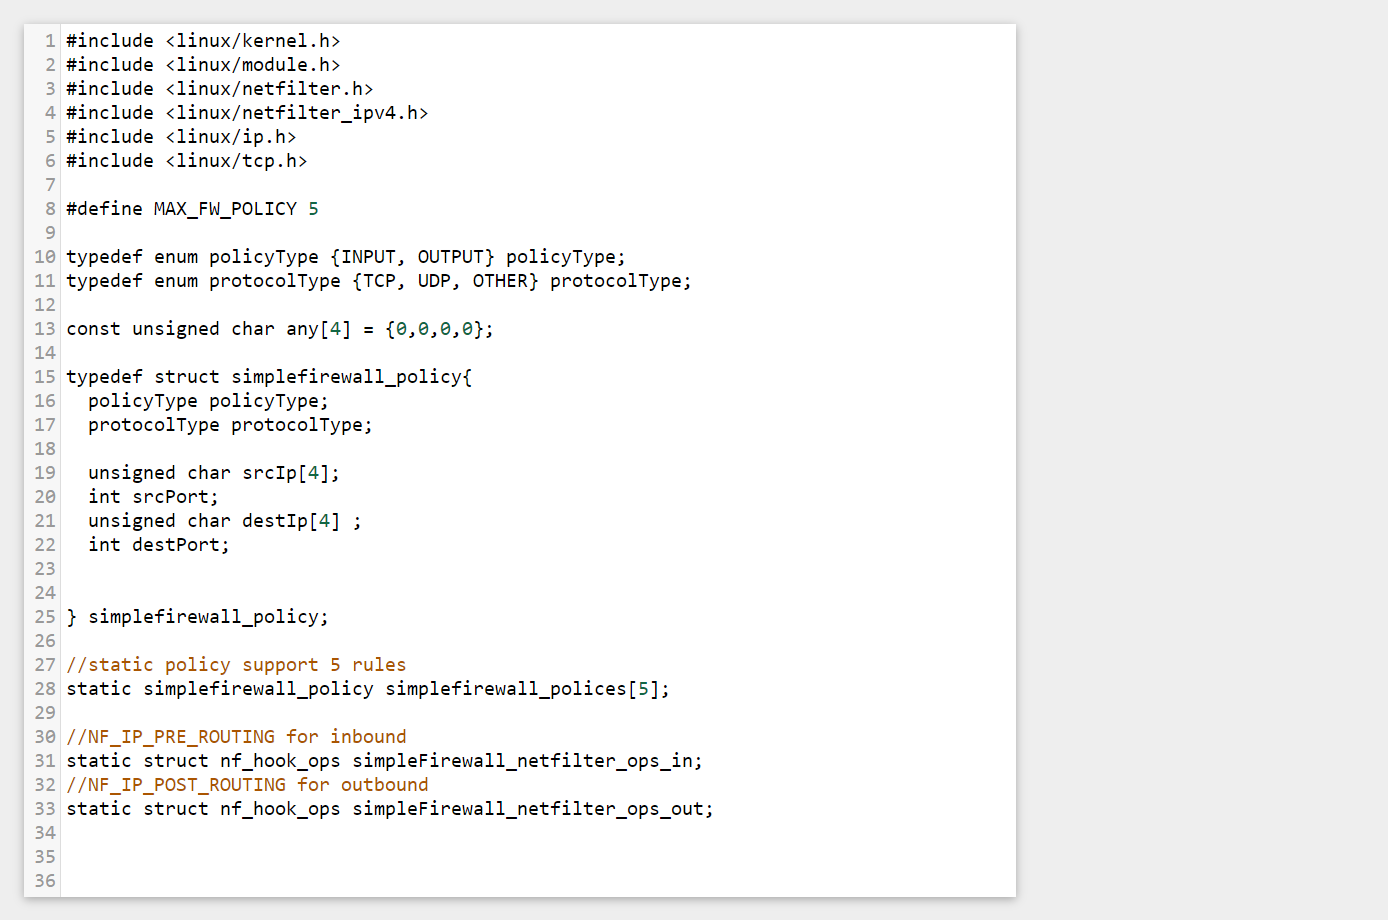 1 #include <linux/kernel.h>
2 #include <linux/module.h>
3 #include <linux/netfilter.h>
4 #include <linux/netfilter_ipv4.h>
5 #include <linux/ip.h>
6 #include <linux/tcp.h>
7
8 #define MAX_FW_POLICY 5
9
10 typedef enum policyType {INPUT, OUTPUT} policyType;
11 typedef enum protocolType {TCP, UDP, OTHER} protocolType;
12
13 const unsigned char any[4] = {0,0,0,0};
14
15 typedef struct simplefirewall_policy{
16   policyType policyType;
17   protocolType protocolType;
18
19   unsigned char srcIp[4];
20   int srcPort;
21   unsigned char destIp[4] ;
22   int destPort;
23
24
25 } simplefirewall_policy;
26
27 //static policy support 5 rules
28 static simplefirewall_policy simplefirewall_polices[5];
29
30 //NF_IP_PRE_ROUTING for inbound
31 static struct nf_hook_ops simpleFirewall_netfilter_ops_in;
32 //NF_IP_POST_ROUTING for outbound
33 static struct nf_hook_ops simpleFirewall_netfilter_ops_out;
34
35
36